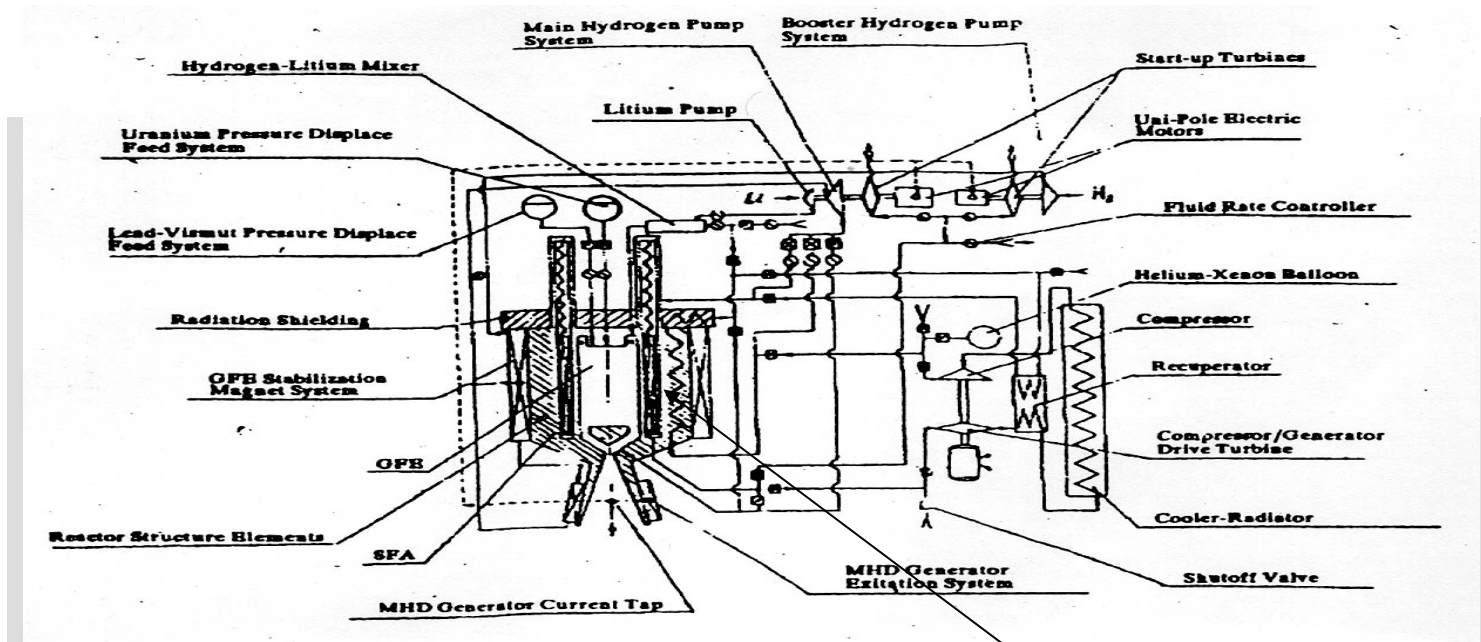 Main Hydrogen Pump
System
Booster Hydrogen Pump
System
Hydrogen-Litium Mixer
Start-up Turbines
Litium Pump
Uni-Pole Electric
Motors
Uranium Pressure Displace
Feed System
Li
H₂
Fluid Rate Controller
Lead-Vismut Pressure Displace
Feed System
Helium-Xenon Balloon
Radiation Shielding
Compressor
GFE Stabilization
Magnet System
Recuperator
Compressor/Generator
Drive Turbine
GFE
Cooler-Radiator
Reactor Structure Elements
SFA
MHD Generator
Exitation System
Shutoff Valve
MHD Generator Current Tap